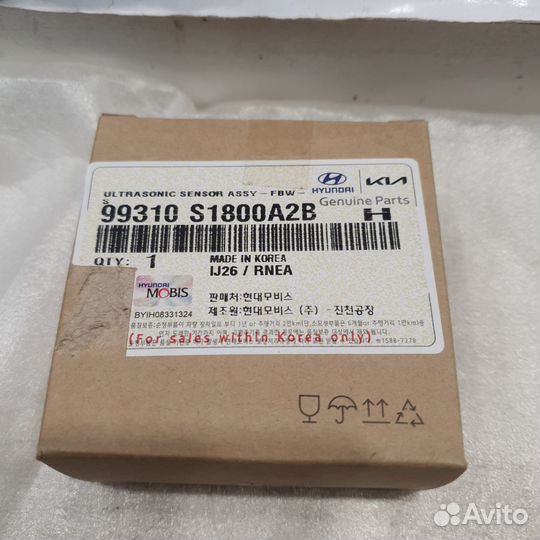 ULTRASONIC SENSOR ASSY-FBW-
S
HYUNDAI KIA
Genuine Parts
99310 S1800A2B H
QTY: 1 MADE IN KOREA
IJ26 / RNEA
HYUNDAI
MOBIS
판매처:현대모비스
BYIH08331324
제조원:현대모비스 (주) -진천공장
(For sales within Korea only)
☎1588-7278
Avito